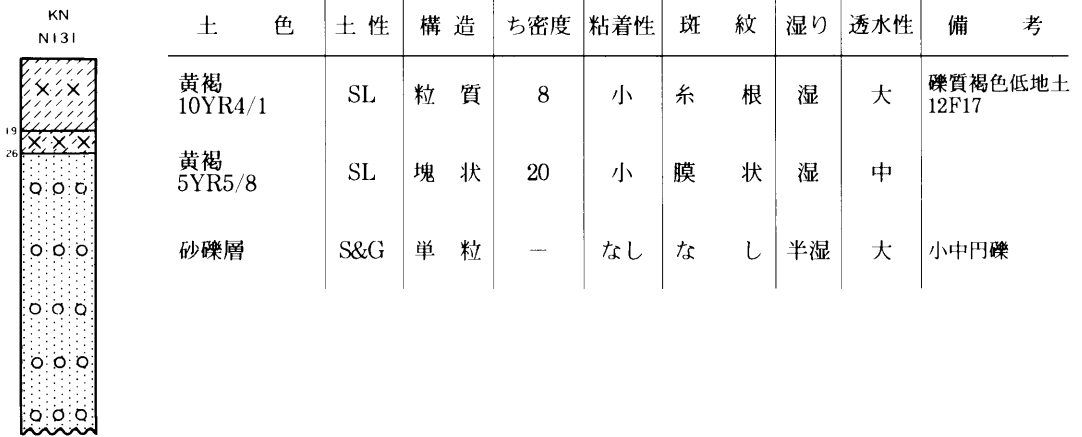 KN
N131
19
26
土 色 土 性 構 造 ち密度 粘着性 斑 紋 湿り 透水性 備 考
黄褐 10YR4/1 SL 粒 質 8 小 糸 根 湿 大 礫質褐色低地土 12F17
黄褐 5YR5/8 SL 塊 状 20 小 膜 状 湿 中
砂礫層 S&G 単 粒 — なし な し 半湿 大 小中円礫